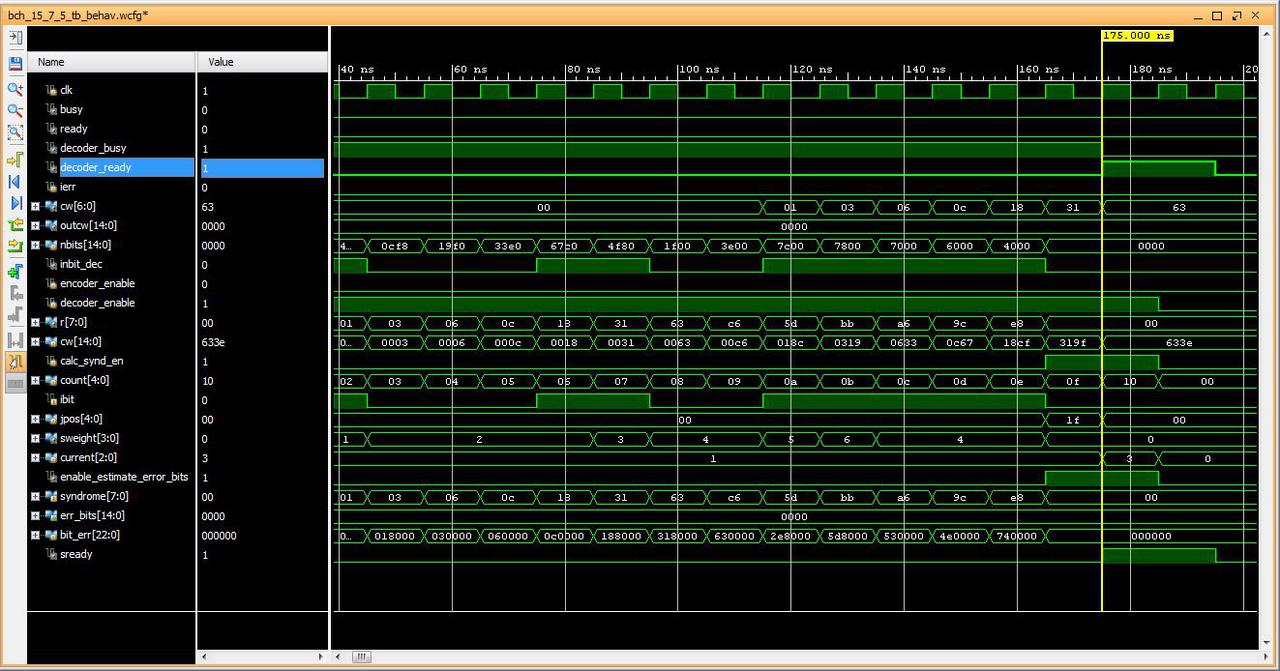 bch_15_7_5_tb_behav.wcfg*
175.000 ns
Name Value
40 ns 60 ns 80 ns 100 ns 120 ns 140 ns 160 ns 180 ns 20
clk 1
busy 0
ready 0
decoder_busy 1
decoder_ready 1
ierr 0
cw[6:0] 63 00 01 03 06 0c 18 31 63
outcw[14:0] 0000 0000
nbits[14:0] 0000 4... 0cf8 19f0 33e0 67c0 4f80 1f00 3e00 7c00 7800 7000 6000 4000 0000
inbit_dec 0
encoder_enable 0
decoder_enable 1
r[7:0] 00 01 03 06 0c 18 31 63 c6 5d bb a6 9c e8 00
cw[14:0] 633e 0... 0003 0006 000c 0018 0031 0063 00c6 018c 0319 0633 0c67 18cf 319f 633e
calc_synd_en 1
count[4:0] 10 02 03 04 05 06 07 08 09 0a 0b 0c 0d 0e 0f 10 00
ibit 0
jpos[4:0] 00 00 1f 00
sweight[3:0] 0 1 2 3 4 5 6 4 0
current[2:0] 3 1 3 0
enable_estimate_error_bits 1
syndrome[7:0] 00 01 03 06 0c 18 31 63 c6 5d bb a6 9c e8 00
err_bits[14:0] 0000 0000
bit_err[22:0] 000000 0... 018000 030000 060000 0c0000 188000 318000 630000 2e8000 5d8000 530000 4e0000 740000 000000
sready 1